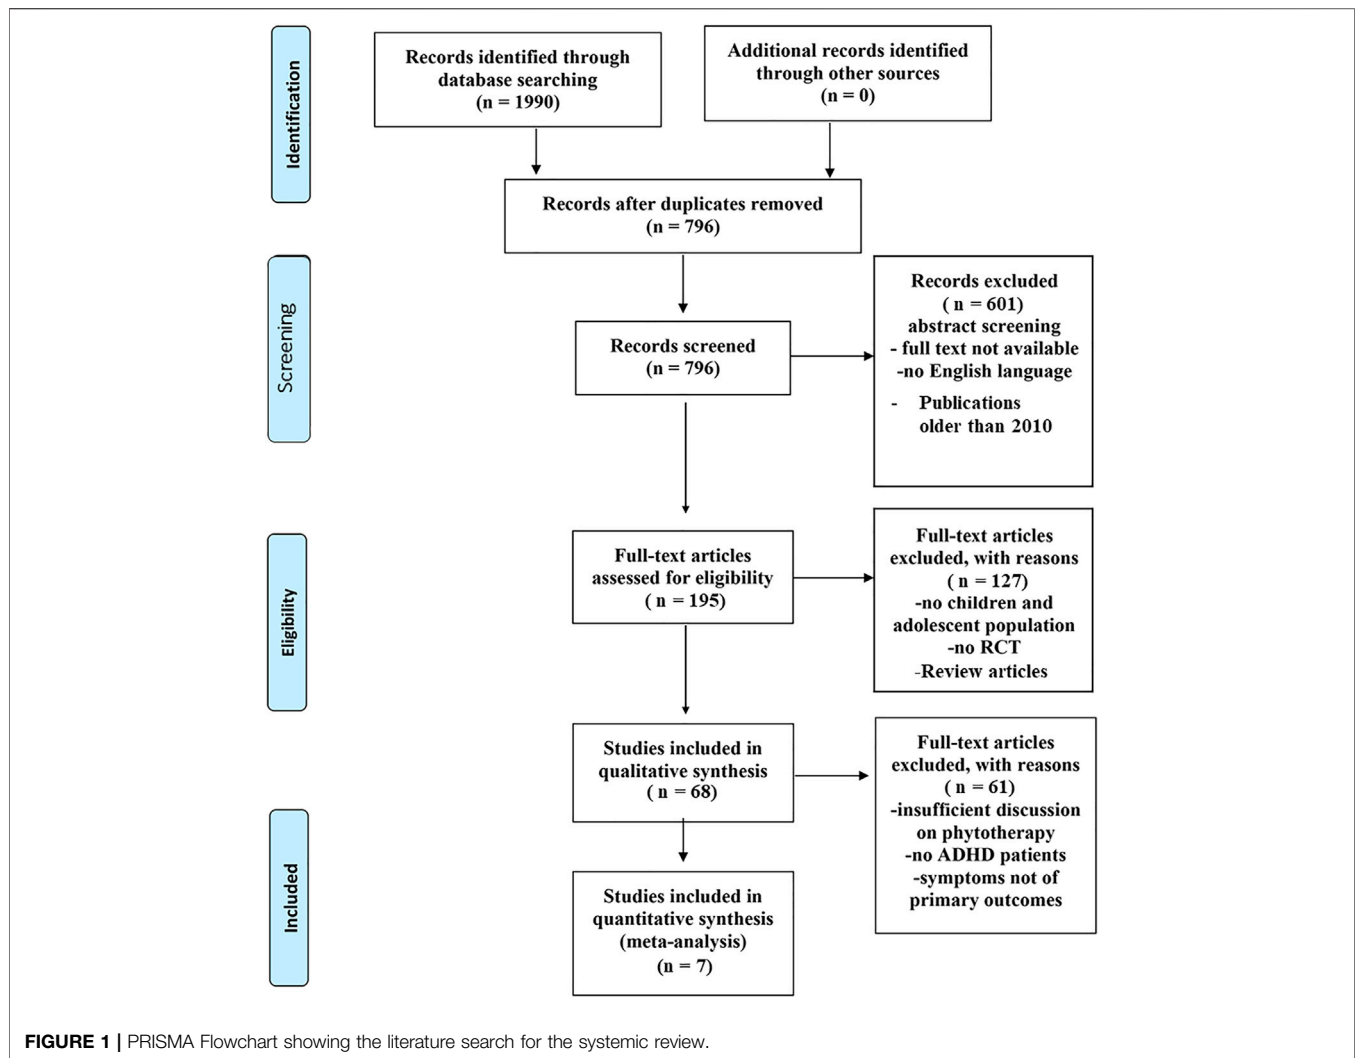 Identification
Records identified through
database searching
(n = 1990)
Additional records identified
through other sources
(n = 0)
Records after duplicates removed
(n = 796)
Screening
Records screened
(n = 796)
Records excluded
( n = 601)
abstract screening
- full text not available
-no English language
- Publications
older than 2010
Eligibility
Full-text articles
assessed for eligibility
( n = 195)
Full-text articles
excluded, with reasons
( n = 127)
-no children and
adolescent population
-no RCT
-Review articles
Studies included in
qualitative synthesis
( n = 68)
Full-text articles
excluded, with reasons
( n = 61)
-insufficient discussion
on phytotherapy
-no ADHD patients
-symptoms not of
primary outcomes
Included
Studies included in
quantitative synthesis
(meta-analysis)
(n = 7)
FIGURE 1 | PRISMA Flowchart showing the literature search for the systemic review.